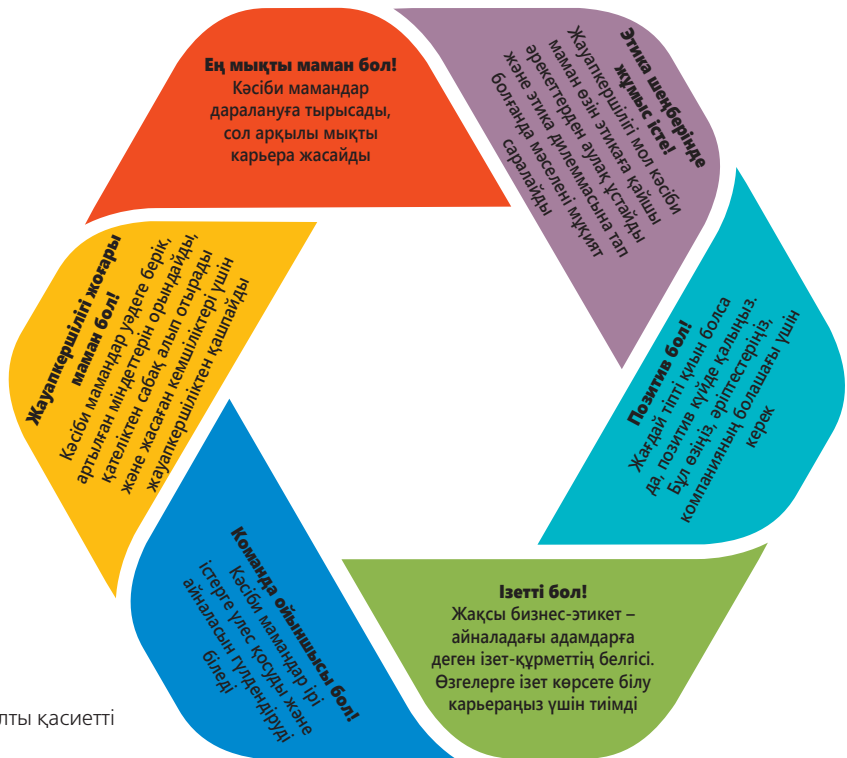 Ең мықты маман бол!
Кәсіби мамандар
даралануға тырысады,
сол арқылы мықты
карьера жасайды
Этика шеңберінде
жұмыс істе!
Жауапкершілігі мол кәсіби
маман өзін этикаға қайшы
әрекеттерден аулақ ұстайды
және этика дилеммасына тап
болғанда мәселені мұқият
саралайды
Позитив бол!
Жағдай тіпті қиын болса
да, позитив күйде қалыңыз.
Бұл өзіңіз, әріптестеріңіз,
компанияның болашағы үшін
керек
Ізетті бол!
Жақсы бизнес-этикет –
айналадағы адамдарға
деген ізет-құрметтің белгісі.
Өзгелерге ізет көрсете білу
карьераңыз үшін тиімді
Команда ойыншысы бол!
Кәсіби мамандар ірі
істерге үлес қосуды және
айналасын гүлдендіруді
біледі
Жауапкершілігі жоғары
маман бол!
Кәсіби мамандар уәдеге берік,
артылған міндеттерін орындайды,
қателіктен сабақ алып отырады
және жасаған кемшіліктері үшін
жауапкершіліктен қашпайды
лты қасиетті